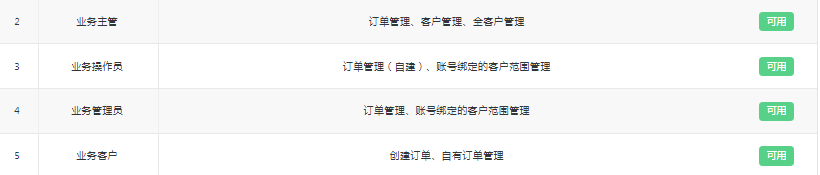 2 业务主管 订单管理、客户管理、全客户管理 可用
3 业务操作员 订单管理（自建）、账号绑定的客户范围管理 可用
4 业务管理员 订单管理、账号绑定的客户范围管理 可用
5 业务客户 创建订单、自有订单管理 可用